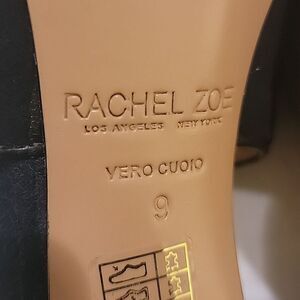 RACHEL ZOE
LOS ANGELES NEW YORK
VERO CUOIO
9